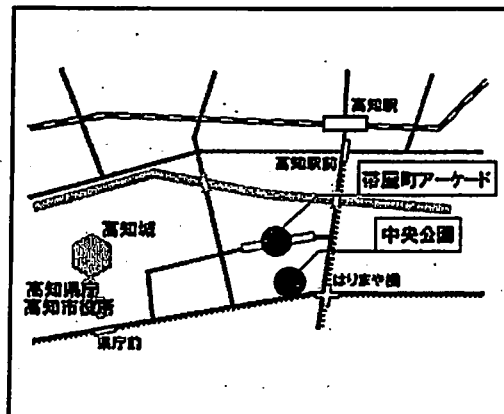 高知駅
高知駅前
帯屋町アーケード
高知城
中央公園
はりまや橋
高知県庁
高知市役所
県庁前